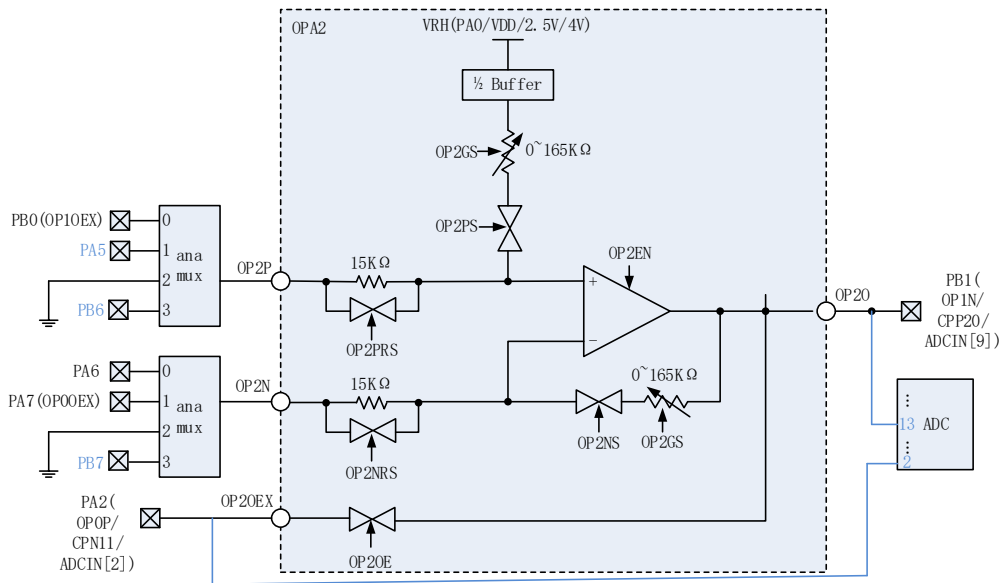 OPA2
VRH(PA0/VDD/2.5V/4V)
½ Buffer
OP2GS
0~165KΩ
OP2PS
PB0(OP1OEX)
PA5
PB6
0
1
2
3
ana
mux
OP2P
15KΩ
OP2PRS
OP2EN
+
−
OP2O
PB1(
OP1N/
CPP20/
ADCIN[9])
PA6
PA7(OP0OEX)
PB7
0
1
2
3
ana
mux
OP2N
15KΩ
OP2NRS
0~165KΩ
OP2NS
OP2GS
⋮
13 ADC
⋮
2
PA2(
OP0P/
CPN11/
ADCIN[2])
OP2OEX
OP2OE